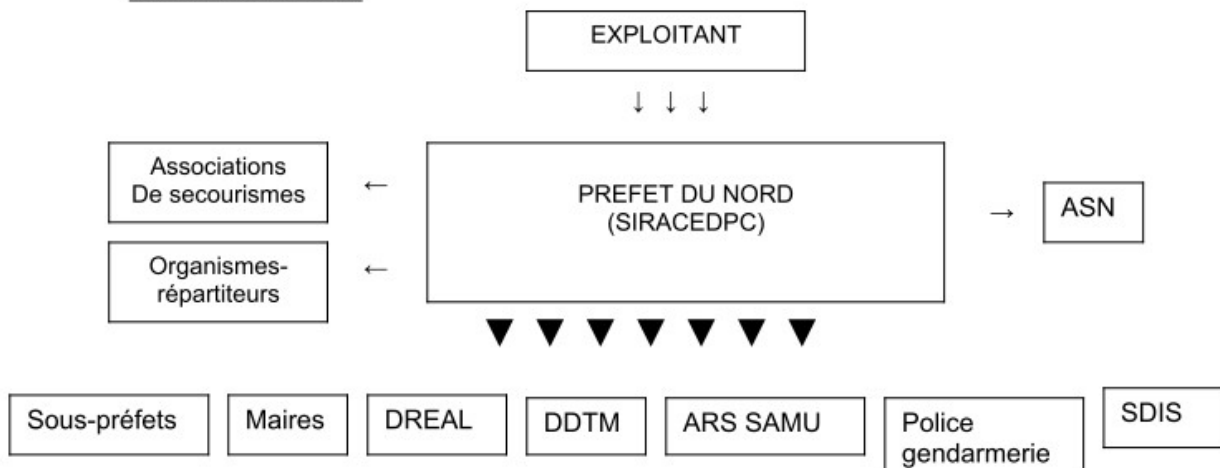 EXPLOITANT
↓ ↓ ↓
Associations
De secourismes
←
PREFET DU NORD
(SIRACEDPC)
→
ASN
Organismes-
répartiteurs
←
▼ ▼ ▼ ▼ ▼ ▼ ▼
Sous-préfets
Maires
DREAL
DDTM
ARS SAMU
Police
gendarmerie
SDIS